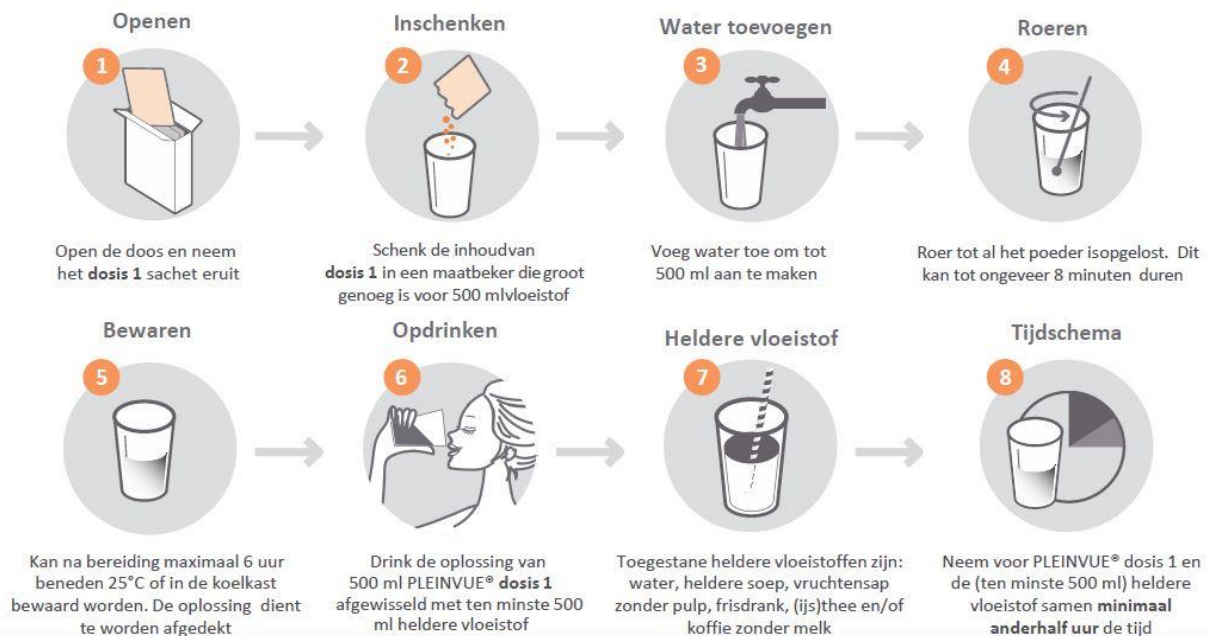 Openen
1
Open de doos en neem
het dosis 1 sachet eruit
Inschenken
2
Schenk de inhoudvan
dosis 1 in een maatbeker diegroot
genoeg is voor 500 mlvloeistof
Water toevoegen
3
Voeg water toe om tot
500 ml aan te maken
Roeren
4
Roer tot al het poeder isopgelost. Dit
kan tot ongeveer 8 minuten duren
Bewaren
5
Kan na bereiding maximaal 6 uur
beneden 25°C of in de koelkast
bewaard worden. De oplossing dient
te worden afgedekt
Opdrinken
6
Drink de oplossing van
500 ml PLEINVUE® dosis 1
afgewisseld met ten minste 500
ml heldere vloeistof
Heldere vloeistof
7
Toegestane heldere vloeistoffen zijn:
water, heldere soep, vruchtensap
zonder pulp, frisdrank, (ijs)thee en/of
koffie zonder melk
Tijdschema
8
Neem voor PLEINVUE® dosis 1 en
de (ten minste 500 ml) heldere
vloeistof samen minimaal
anderhalf uur de tijd